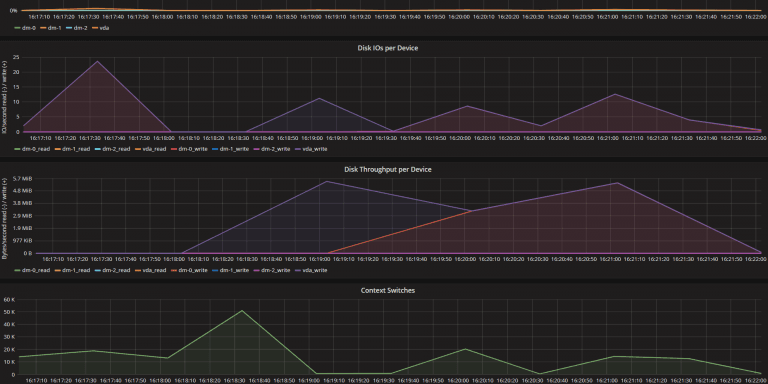 0%
16:17:10 16:17:20 16:17:30 16:17:40 16:17:50 16:18:00 16:18:10 16:18:20 16:18:30 16:18:40 16:18:50 16:19:00 16:19:10 16:19:20 16:19:30 16:19:40 16:19:50 16:20:00 16:20:10 16:20:20 16:20:30 16:20:40 16:20:50 16:21:00 16:21:10 16:21:20 16:21:30 16:21:40 16:21:50 16:22:00
dm-0 dm-1 dm-2 vda
Disk IOs per Device
IO/second read (-) / write (+)
25
20
15
10
5
0
16:17:10 16:17:20 16:17:30 16:17:40 16:17:50 16:18:00 16:18:10 16:18:20 16:18:30 16:18:40 16:18:50 16:19:00 16:19:10 16:19:20 16:19:30 16:19:40 16:19:50 16:20:00 16:20:10 16:20:20 16:20:30 16:20:40 16:20:50 16:21:00 16:21:10 16:21:20 16:21:30 16:21:40 16:21:50 16:22:00
dm-0_read dm-1_read dm-2_read vda_read dm-0_write dm-1_write dm-2_write vda_write
Disk Throughput per Device
Bytes/second read (-) / write (+)
5.7 MiB
4.8 MiB
3.8 MiB
2.9 MiB
1.9 MiB
977 KiB
0 B
16:17:10 16:17:20 16:17:30 16:17:40 16:17:50 16:18:00 16:18:10 16:18:20 16:18:30 16:18:40 16:18:50 16:19:00 16:19:10 16:19:20 16:19:30 16:19:40 16:19:50 16:20:00 16:20:10 16:20:20 16:20:30 16:20:40 16:20:50 16:21:00 16:21:10 16:21:20 16:21:30 16:21:40 16:21:50 16:22:00
dm-0_read dm-1_read dm-2_read vda_read dm-0_write dm-1_write dm-2_write vda_write
Context Switches
60 K
50 K
40 K
30 K
20 K
10 K
0
16:17:10 16:17:20 16:17:30 16:17:40 16:17:50 16:18:00 16:18:10 16:18:20 16:18:30 16:18:40 16:18:50 16:19:00 16:19:10 16:19:20 16:19:30 16:19:40 16:19:50 16:20:00 16:20:10 16:20:20 16:20:30 16:20:40 16:20:50 16:21:00 16:21:10 16:21:20 16:21:30 16:21:40 16:21:50 16:22:00